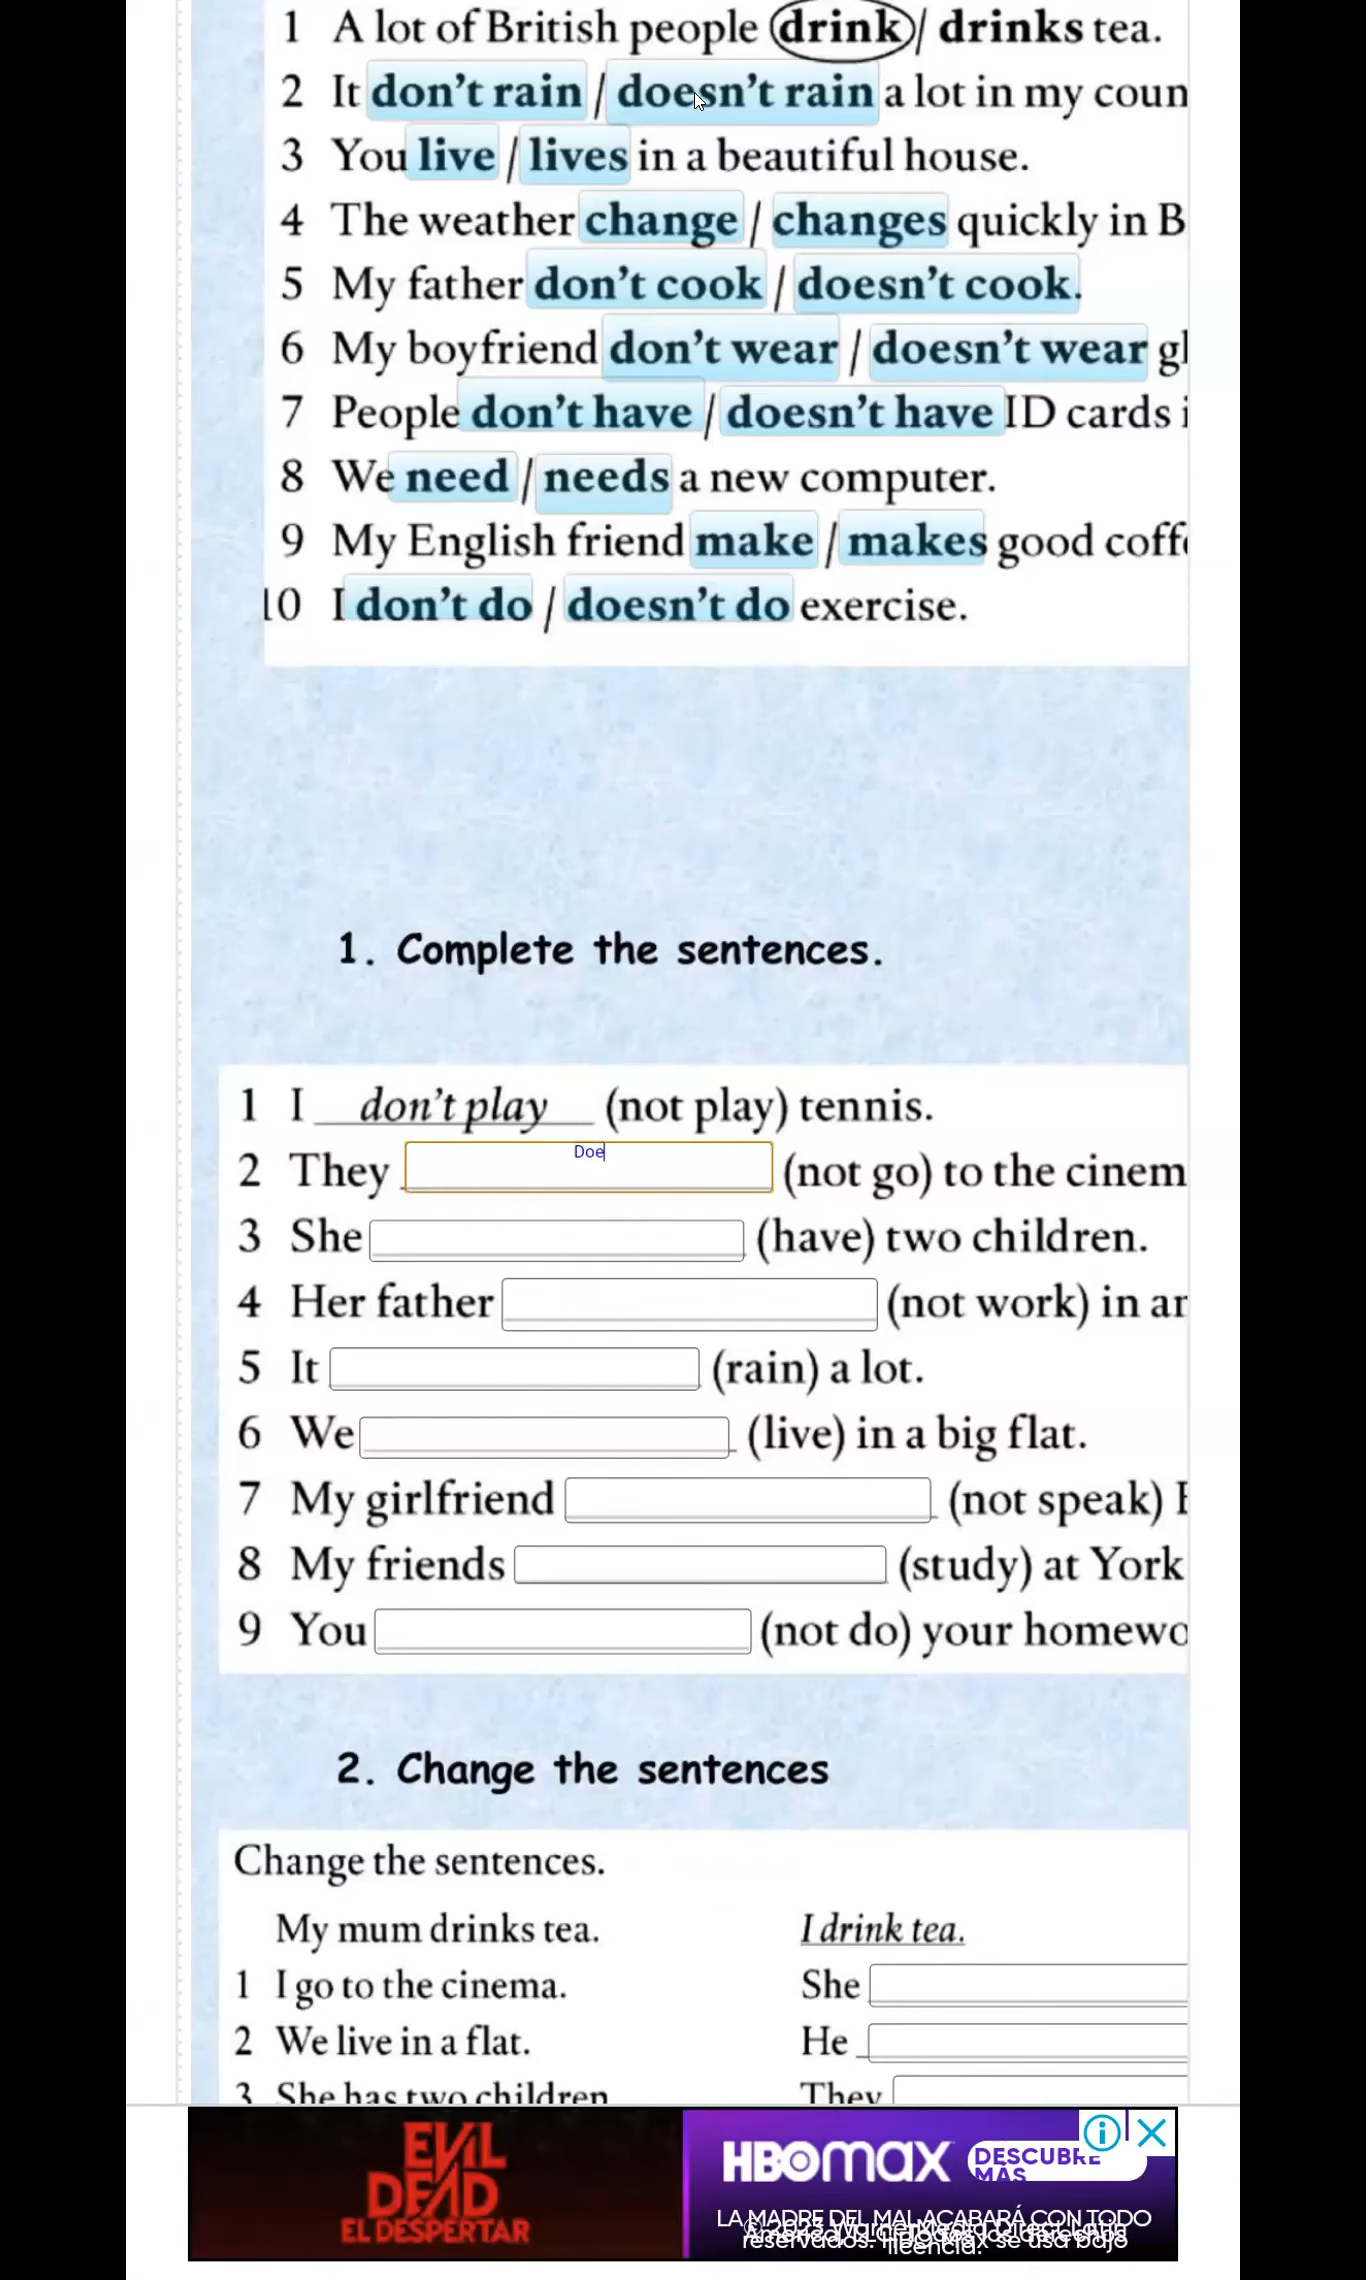 1 A lot of British people drink / drinks tea.
2 It don't rain / doesn't rain a lot in my coun
3 You live / lives in a beautiful house.
4 The weather change / changes quickly in B
5 My father don't cook / doesn't cook.
6 My boyfriend don't wear / doesn't wear gl
7 People don't have / doesn't have ID cards i
8 We need / needs a new computer.
9 My English friend make / makes good coff
10 I don't do / doesn't do exercise.
1. Complete the sentences.
1 I don't play (not play) tennis.
2 They Doe (not go) to the cinem
3 She (have) two children.
4 Her father (not work) in an
5 It (rain) a lot.
6 We (live) in a big flat.
7 My girlfriend (not speak)
8 My friends (study) at York
9 You (not do) your homewo
2. Change the sentences
Change the sentences.
My mum drinks tea. I drink tea.
1 I go to the cinema. She
2 We live in a flat. He
3 She has two children They
EVIL
DEAD
EL DESPERTAR
HBOmax
DESCUBRE
MÁS
LA MADRE DEL MAL ACABARÁ CON TODO
reservados. HBO Max se usa bajo
licencia.